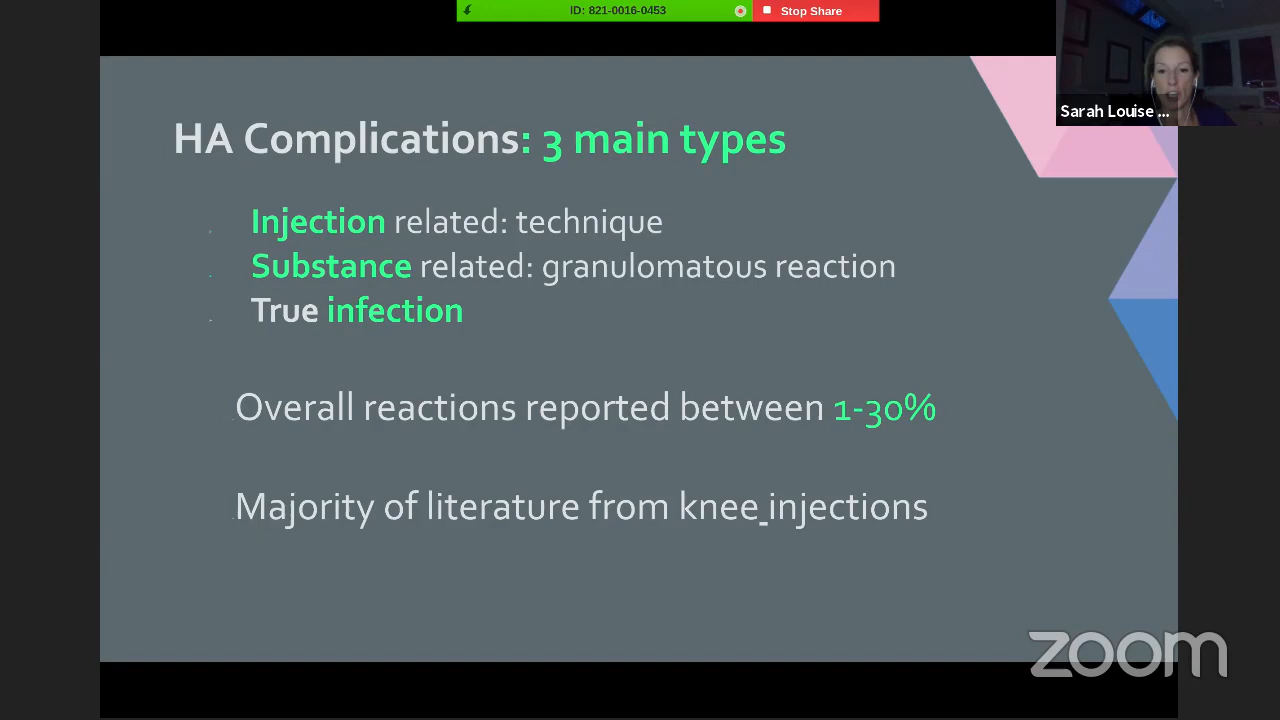 ID: 821-0016-0453
Stop Share
Sarah Louise ...
HA Complications: 3 main types
Injection related: technique
Substance related: granulomatous reaction
True infection
Overall reactions reported between 1-30%
Majority of literature from knee injections
zoom